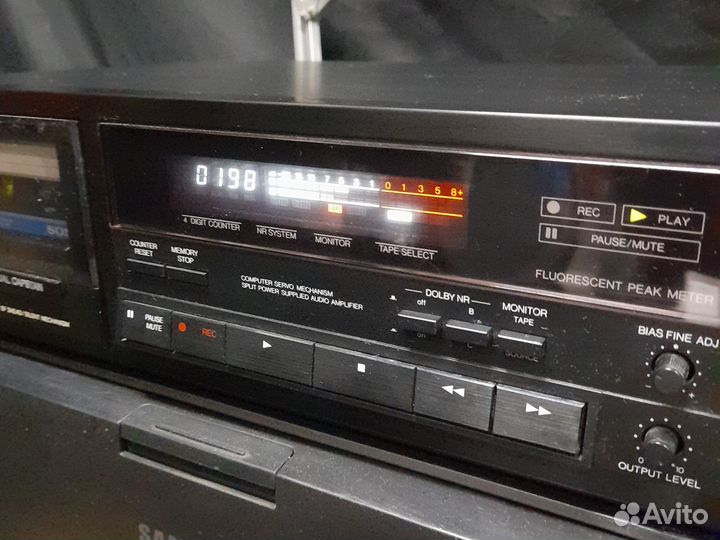 0198
0 1 3 5 8+
4 DIGIT COUNTER
NR SYSTEM
MONITOR
TAPE SELECT
REC
PLAY
PAUSE/MUTE
FLUORESCENT PEAK METER
COUNTER RESET
MEMORY STOP
COMPUTER SERVO MECHANISM
SPLIT POWER SUPPLIED AUDIO AMPLIFIER
DOLBY NR
off
B
C
MONITOR
TAPE
SOURCE
BIAS FINE ADJ
PAUSE
MUTE
REC
0 10
OUTPUT LEVEL
SAM
Avito